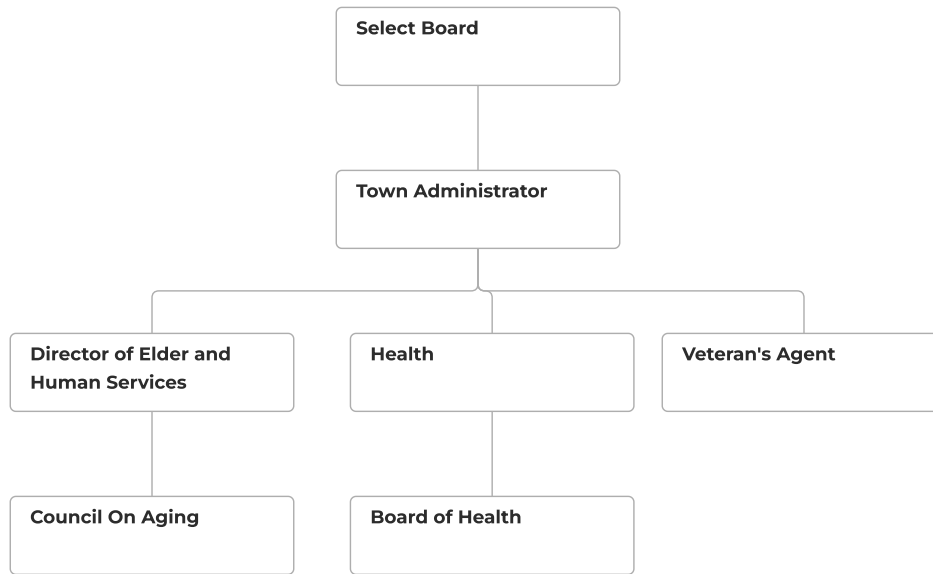 Select Board
Town Administrator
Director of Elder and
Human Services
Health
Veteran's Agent
Council On Aging
Board of Health